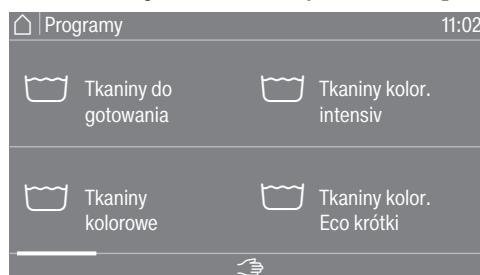 Programy 11:02
Tkaniny do
gotowania
Tkaniny kolor.
intensiv
Tkaniny
kolorowe
Tkaniny kolor.
Eco krótki